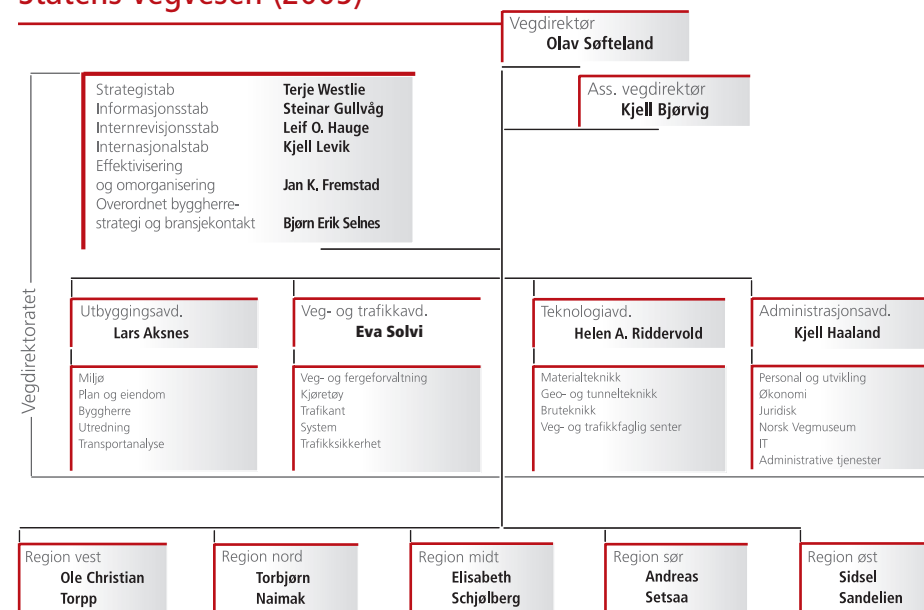 Statens vegvesen (2005)
Vegdirektør
Olav Søfteland
Ass. vegdirektør
Kjell Bjørvig
Strategistab Terje Westlie
Informasjonsstab Steinar Gullvåg
Internrevisjonsstab Leif O. Hauge
Internasjonalstab Kjell Levik
Effektivisering
og omorganisering Jan K. Fremstad
Overordnet byggherre-
strategi og bransjekontakt Bjørn Erik Selnes
Vegdirektoratet
Utbyggingsavd.
Lars Aksnes
Miljø
Plan og eiendom
Byggherre
Utredning
Transportanalyse
Veg- og trafikkavd.
Eva Solvi
Veg- og fergeforvaltning
Kjøretøy
Trafikant
System
Trafikksikkerhet
Teknologiavd.
Helen A. Riddervold
Materialteknikk
Geo- og tunnelteknikk
Bruteknikk
Veg- og trafikkfaglig senter
Administrasjonsavd.
Kjell Haaland
Personal og utvikling
Økonomi
Juridisk
Norsk Vegmuseum
IT
Administrative tjenester
Region vest
Ole Christian
Torpp
Region nord
Torbjørn
Naimak
Region midt
Elisabeth
Schjølberg
Region sør
Andreas
Setsaa
Region øst
Sidsel
Sandelien